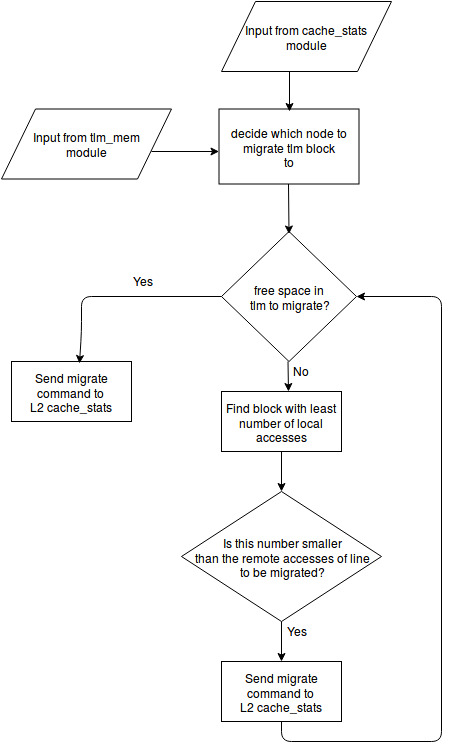 Input from cache_stats
module
Input from tlm_mem
module
decide which node to
migrate tlm block
to
free space in
tlm to migrate?
Yes
No
Send migrate
command to
L2 cache_stats
Find block with least
number of local
accesses
Is this number smaller
than the remote accesses of line
to be migrated?
Yes
Send migrate
command to
L2 cache_stats